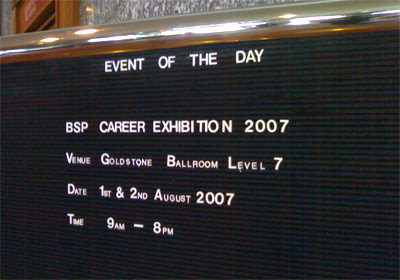 EVENT OF THE DAY
BSP CAREER EXHIBITION 2007
VENUE GOLDSTONE BALLROOM LEVEL 7
DATE 1ST & 2ND AUGUST 2007
TIME 9AM – 8PM